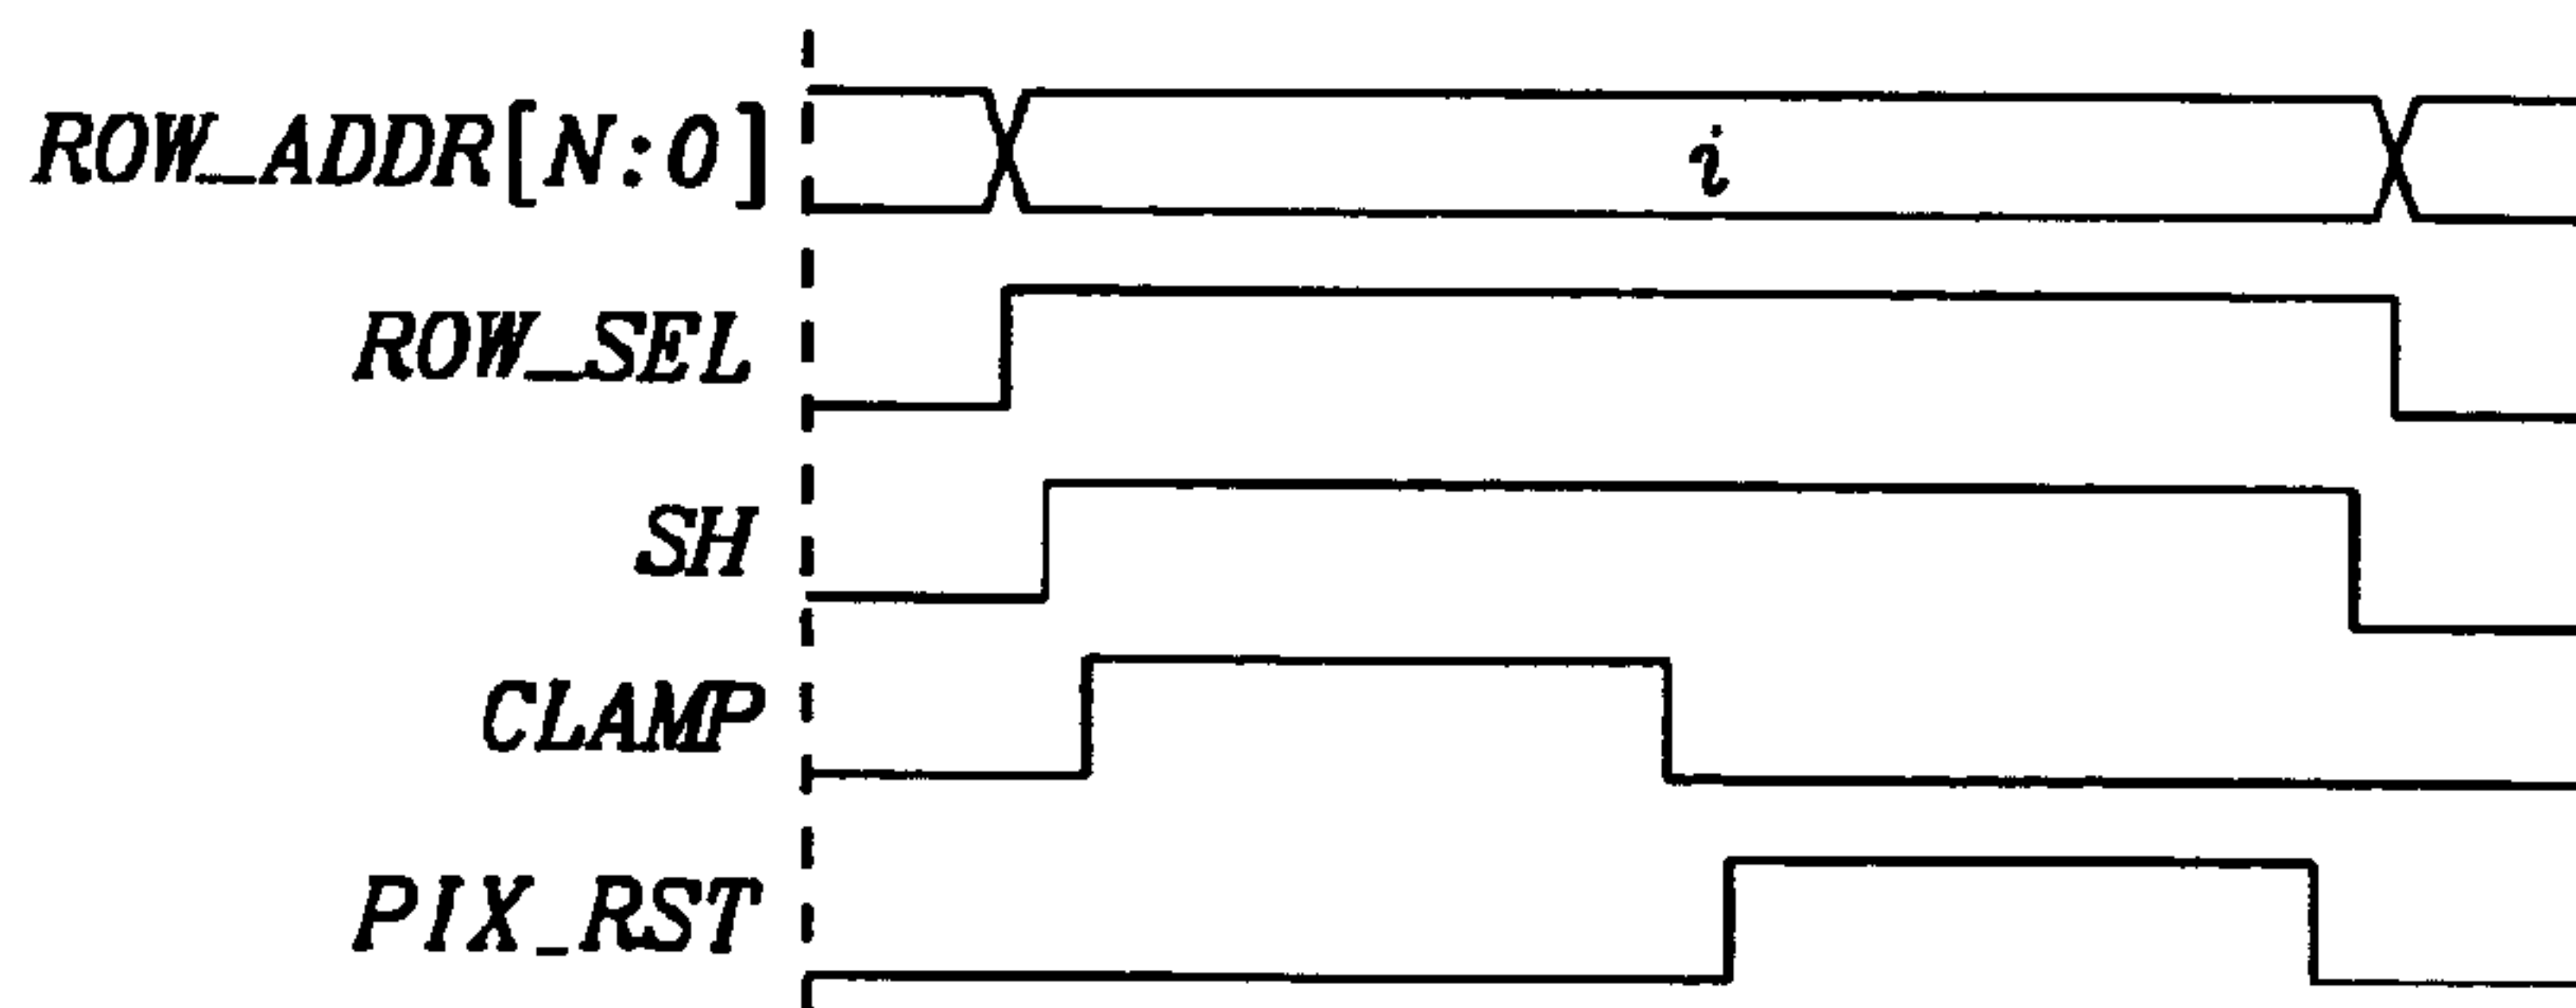 ROW_ADDR[N:0]
i
ROW_SEL
SH
CLAMP
PIX_RST